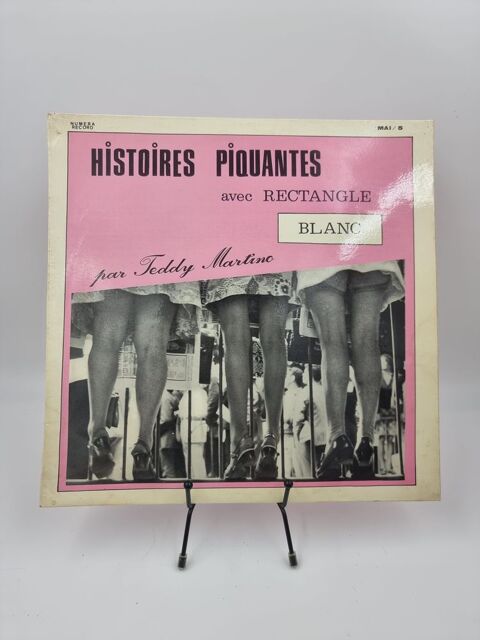 NUMERA
RECORD
MAI/5
HISTOIRES PIQUANTES
avec RECTANGLE
BLANC
par Teddy Martino